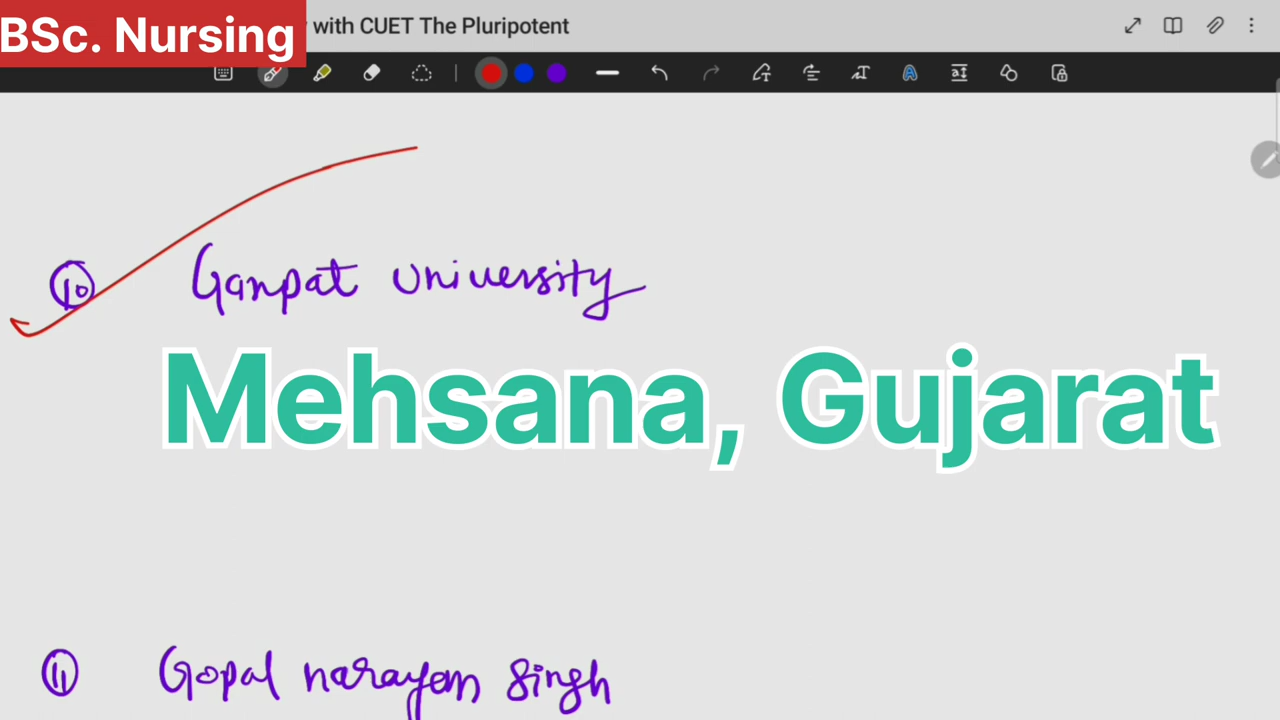 BSc. Nursing with CUET The Pluripotent
10 Ganpat University
Mehsana, Gujarat
11 Gopal narayan Singh